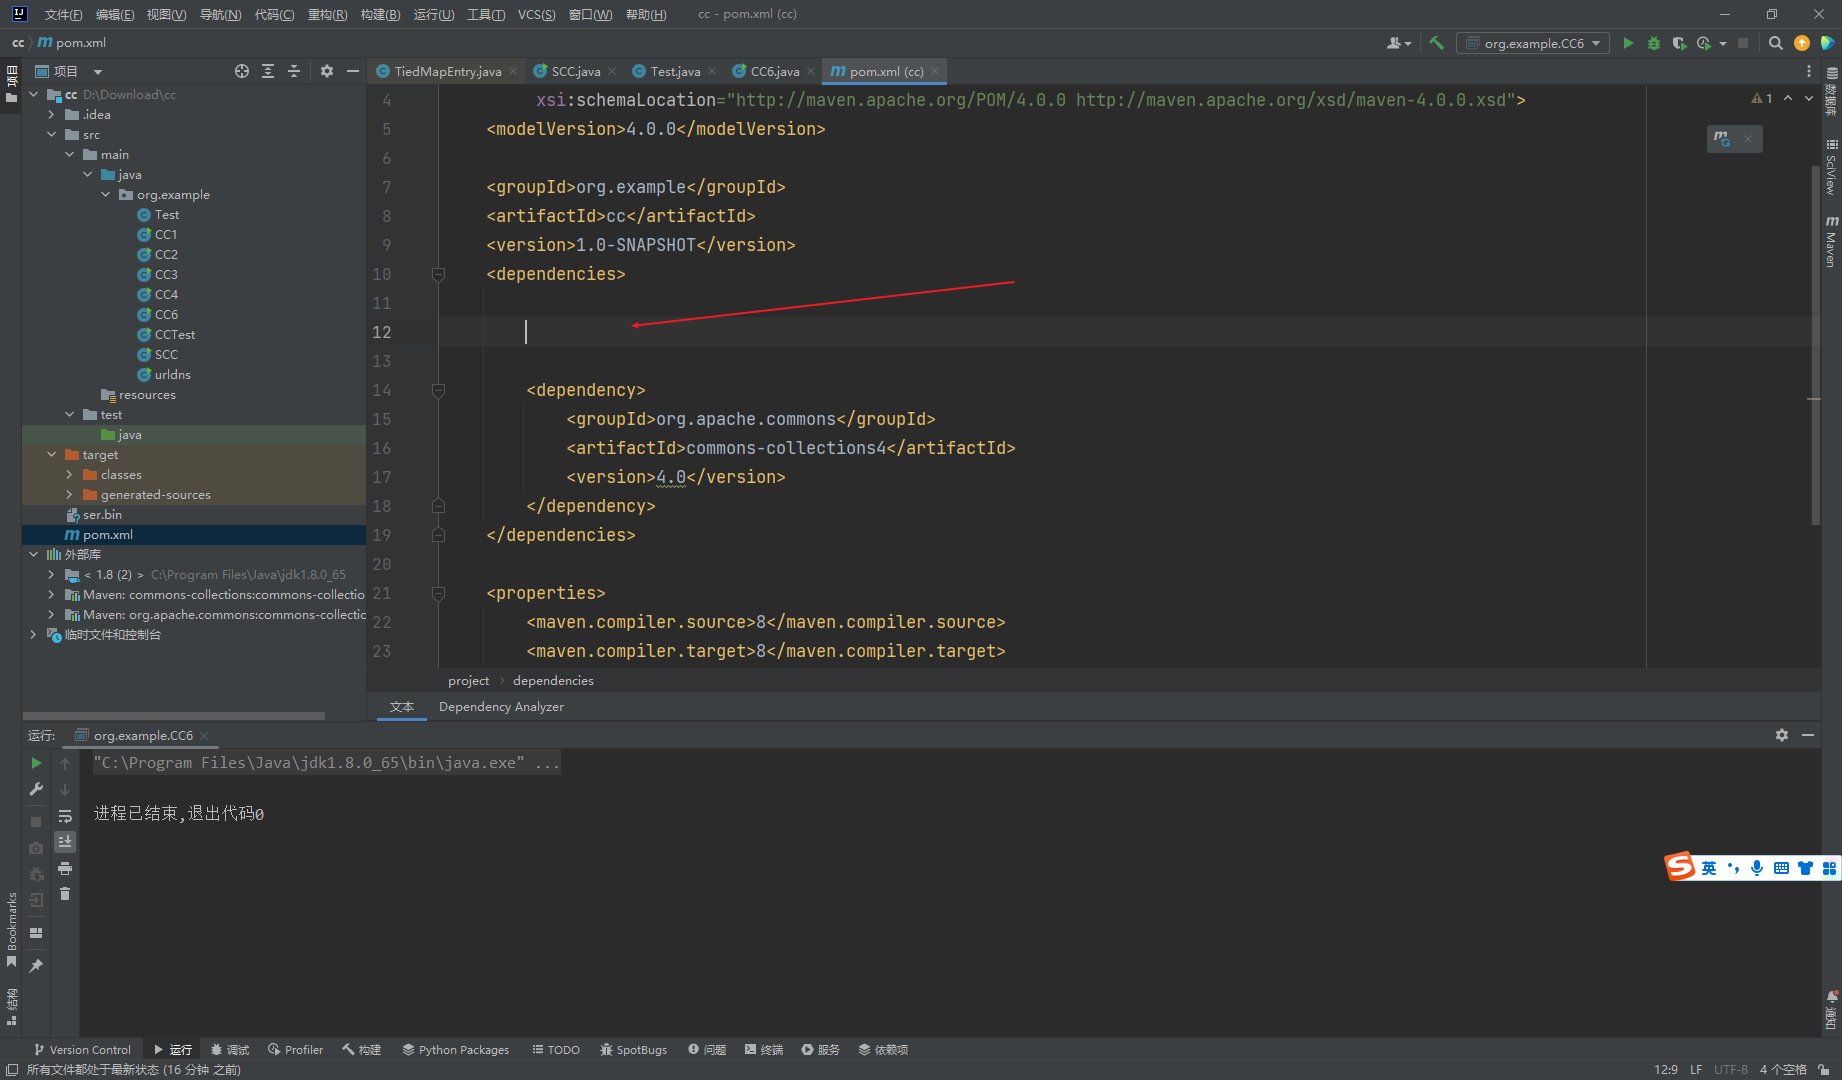 文件(F) 编辑(E) 视图(V) 导航(N) 代码(C) 重构(R) 构建(B) 运行(U) 工具(T) VCS(S) 窗口(W) 帮助(H) cc - pom.xml (cc)
cc pom.xml
org.example.CC6
项目
TiedMapEntry.java SCC.java Test.java CC6.java pom.xml (cc)
cc D:\Download\cc
.idea
src
main
java
org.example
Test
CC1
CC2
CC3
CC4
CC6
CCTest
SCC
urldns
resources
test
java
target
classes
generated-sources
ser.bin
pom.xml
外部库
< 1.8 (2) > C:\Program Files\Java\jdk1.8.0_65
Maven: commons-collections:commons-collectio
Maven: org.apache.commons:commons-collectic
临时文件和控制台
4 xsi:schemaLocation="http://maven.apache.org/POM/4.0.0 http://maven.apache.org/xsd/maven-4.0.0.xsd">
5 <modelVersion>4.0.0</modelVersion>
6
7 <groupId>org.example</groupId>
8 <artifactId>cc</artifactId>
9 <version>1.0-SNAPSHOT</version>
10 <dependencies>
11
12
13
14 <dependency>
15 <groupId>org.apache.commons</groupId>
16 <artifactId>commons-collections4</artifactId>
17 <version>4.0</version>
18 </dependency>
19 </dependencies>
20
21 <properties>
22 <maven.compiler.source>8</maven.compiler.source>
23 <maven.compiler.target>8</maven.compiler.target>
1
project dependencies
文本 Dependency Analyzer
项目
Bookmarks
结构
数据库
SciView
Maven
通知
运行: org.example.CC6
"C:\Program Files\Java\jdk1.8.0_65\bin\java.exe" ...
进程已结束,退出代码0
英
Version Control 运行 调试 Profiler 构建 Python Packages TODO SpotBugs 问题 终端 服务 依赖项
所有文件都处于最新状态 (16 分钟 之前) 12:9 LF UTF-8 4 个空格